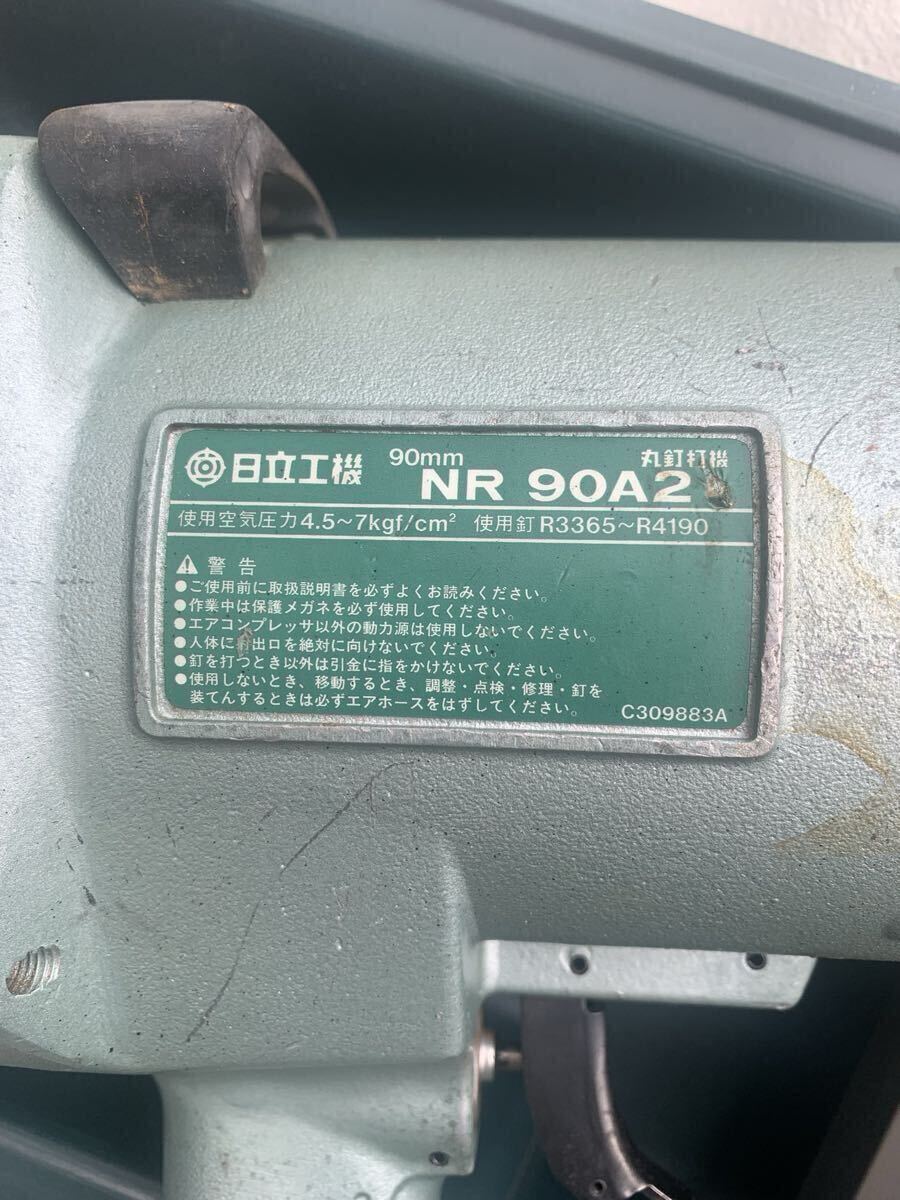 日立工機 90mm 丸釘打機
NR 90A2
使用空気圧力4.5～7kgf/cm² 使用釘R3365～R4190
⚠警告
●ご使用前に取扱説明書を必ずよくお読みください。
●作業中は保護メガネを必ず使用してください。
●エアコンプレッサ以外の動力源は使用しないでください。
●人体に射出口を絶対に向けないでください。
●釘を打つとき以外は引金に指をかけないでください。
●使用しないとき、移動するとき、調整・点検・修理・釘を
装てんするときは必ずエアホースをはずしてください。
C309883A